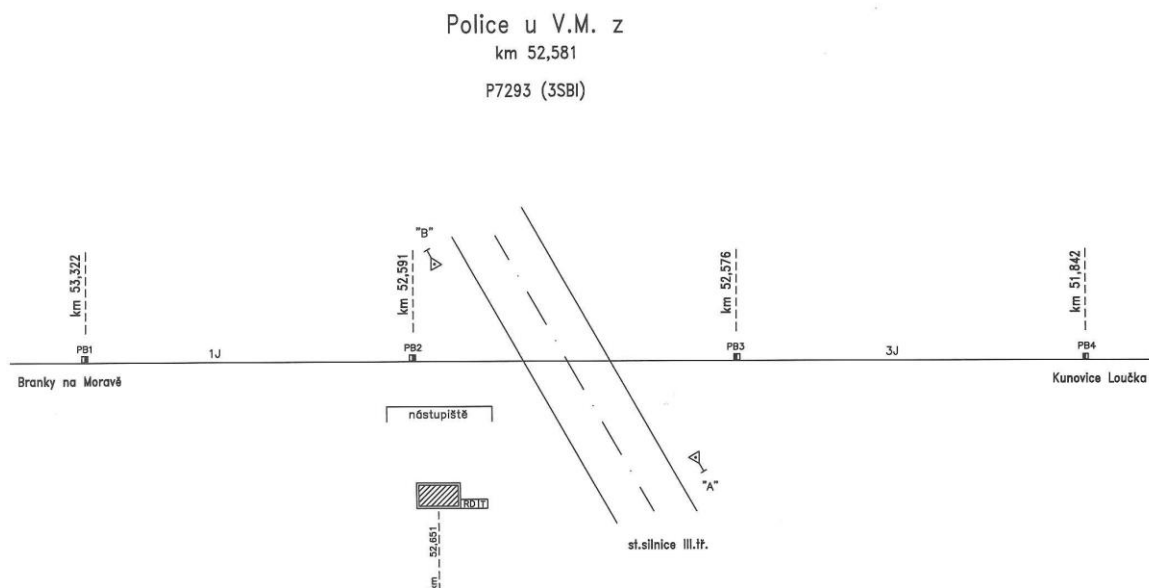 Police u V.M. z
km 52,581
P7293 (3SBI)
"B"
km 53,322
km 52,591
km 52,576
km 51,842
PB1
1J
PB2
PB3
3J
PB4
Branky na Moravě
Kunovice Loučka
nástupiště
RD T
"A"
52,651
st.silnice III.tř.